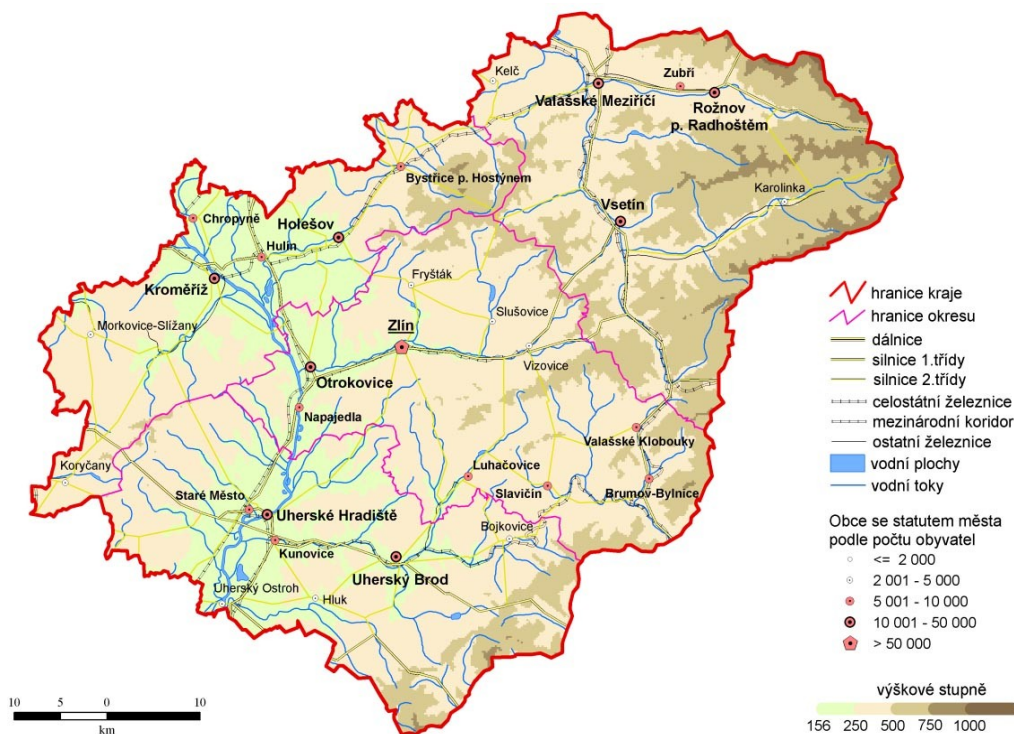 Kelč
Zubří
Valašské Meziříčí
Rožnov
p. Radhoštěm
Bystřice p. Hostýnem
Karolinka
Chropyně
Holešov
Vsetín
Hulín
Kroměříž
Fryšták
Morkovice-Slížany
Zlín
Slušovice
Vizovice
Otrokovice
Napajedla
Valašské Klobouky
Koryčany
Luhačovice
Staré Město
Slavičín
Brumov-Bylnice
Uherské Hradiště
Bojkovice
Kunovice
Uherský Brod
Uherský Ostroh
Hluk
hranice kraje
hranice okresu
dálnice
silnice 1.třídy
silnice 2.třídy
celostátní železnice
mezinárodní koridor
ostatní železnice
vodní plochy
vodní toky
Obce se statutem města
podle počtu obyvatel
<= 2 000
2 001 - 5 000
5 001 - 10 000
10 001 - 50 000
> 50 000
výškové stupně
156 250 500 750 1000
10 5 0 10
km